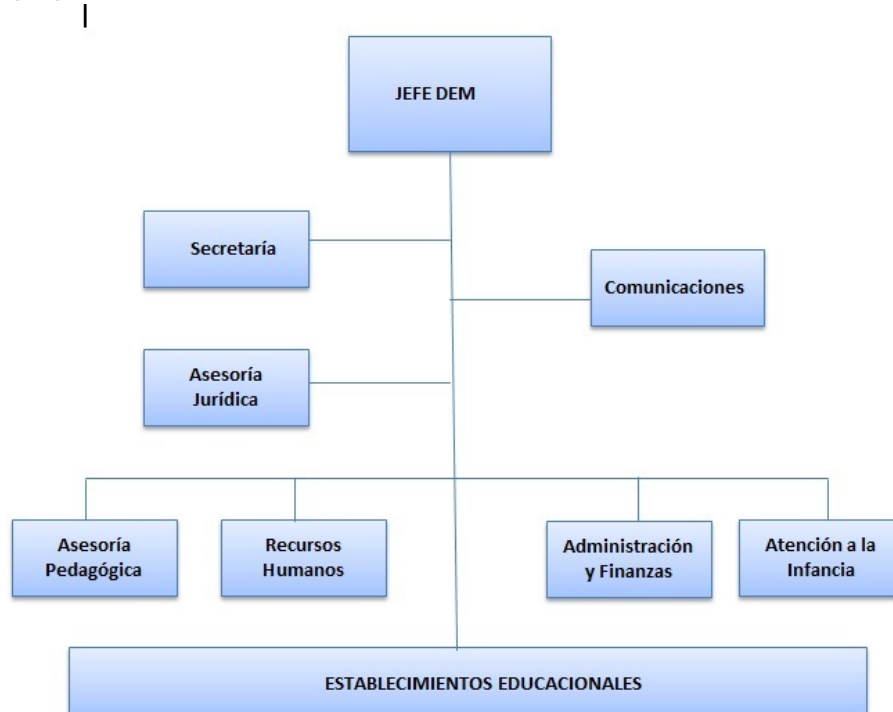 JEFE DEM
Secretaría
Comunicaciones
Asesoría
Jurídica
Asesoría
Pedagógica
Recursos
Humanos
Administración
y Finanzas
Atención a la
Infancia
ESTABLECIMIENTOS EDUCACIONALES